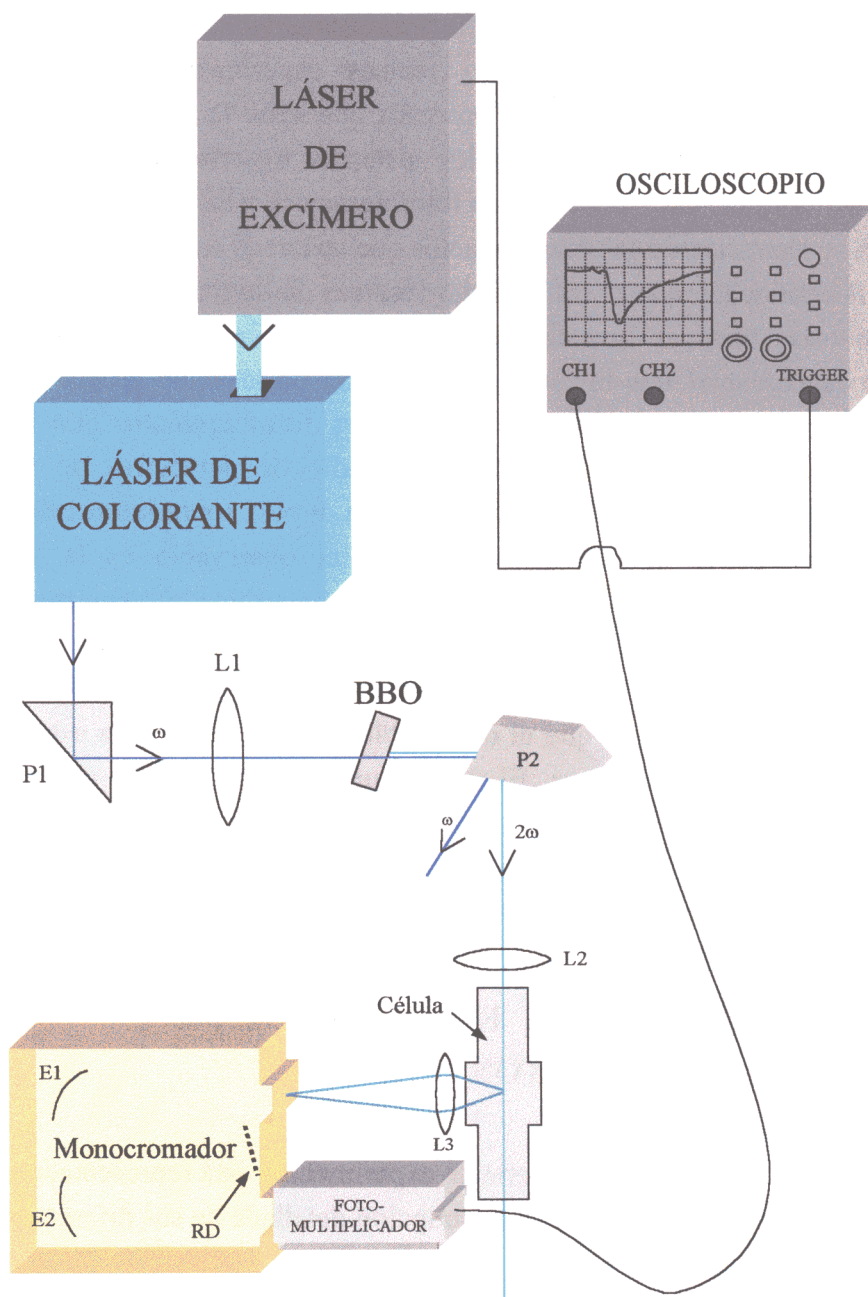 LÁSER
DE
EXCÍMERO
OSCILOSCOPIO
CH1
CH2
TRIGGER
LÁSER DE
COLORANTE
L1
BBO
P1
ω
P2
ω
2ω
L2
Célula
E1
L3
Monocromador
E2
RD
FOTO-
MULTIPLICADOR